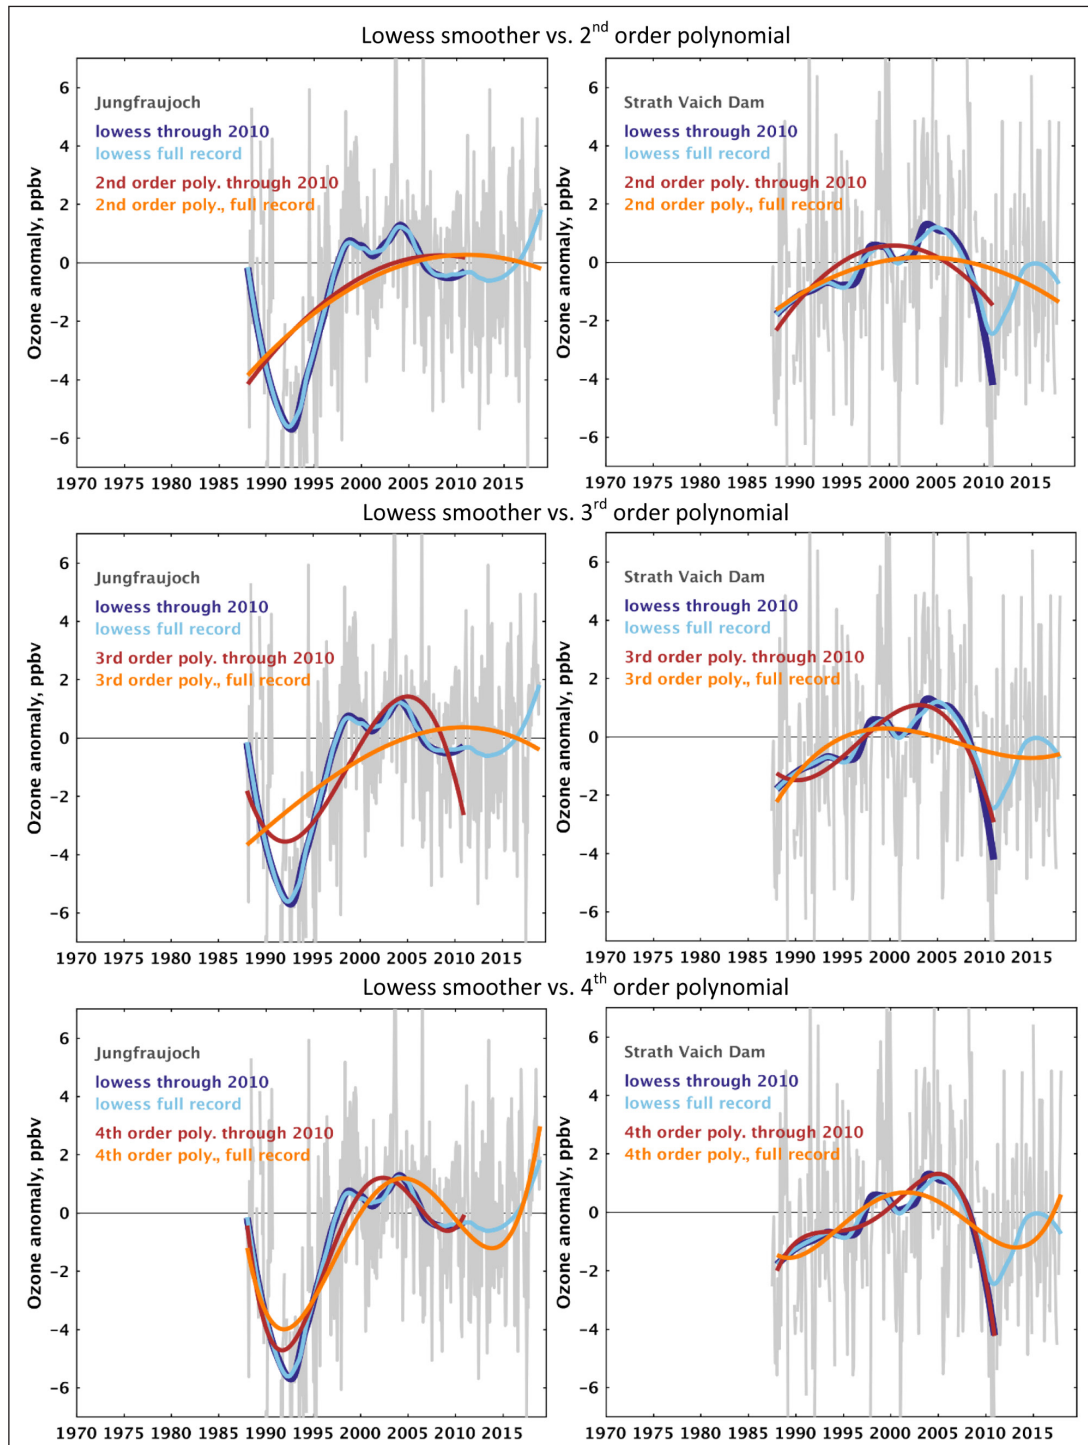 Lowess smoother vs. 2nd order polynomial
6
4
2
0
−2
−4
−6
Ozone anomaly, ppbv
Jungfraujoch
lowess through 2010
lowess full record
2nd order poly. through 2010
2nd order poly., full record
1970 1975 1980 1985 1990 1995 2000 2005 2010 2015
6
4
2
0
−2
−4
−6
Ozone anomaly, ppbv
Strath Vaich Dam
lowess through 2010
lowess full record
2nd order poly. through 2010
2nd order poly., full record
1970 1975 1980 1985 1990 1995 2000 2005 2010 2015
Lowess smoother vs. 3rd order polynomial
6
4
2
0
−2
−4
−6
Ozone anomaly, ppbv
Jungfraujoch
lowess through 2010
lowess full record
3rd order poly. through 2010
3rd order poly., full record
1970 1975 1980 1985 1990 1995 2000 2005 2010 2015
6
4
2
0
−2
−4
−6
Ozone anomaly, ppbv
Strath Vaich Dam
lowess through 2010
lowess full record
3rd order poly. through 2010
3rd order poly., full record
1970 1975 1980 1985 1990 1995 2000 2005 2010 2015
Lowess smoother vs. 4th order polynomial
6
4
2
0
−2
−4
−6
Ozone anomaly, ppbv
Jungfraujoch
lowess through 2010
lowess full record
4th order poly. through 2010
4th order poly., full record
1970 1975 1980 1985 1990 1995 2000 2005 2010 2015
6
4
2
0
−2
−4
−6
Ozone anomaly, ppbv
Strath Vaich Dam
lowess through 2010
lowess full record
4th order poly. through 2010
4th order poly., full record
1970 1975 1980 1985 1990 1995 2000 2005 2010 2015